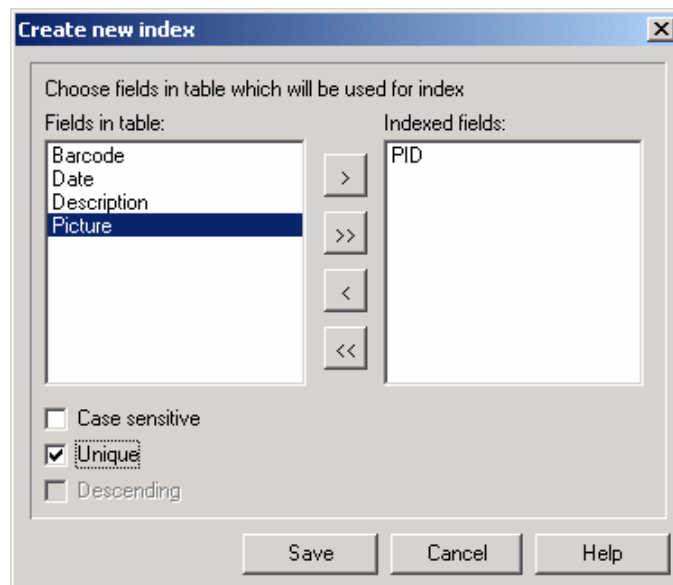 Create new index
Choose fields in table which will be used for index
Fields in table:
Indexed fields:
Barcode
Date
Description
Picture
>
>>
<
<<
PID
Case sensitive
Unique
Descending
Save
Cancel
Help